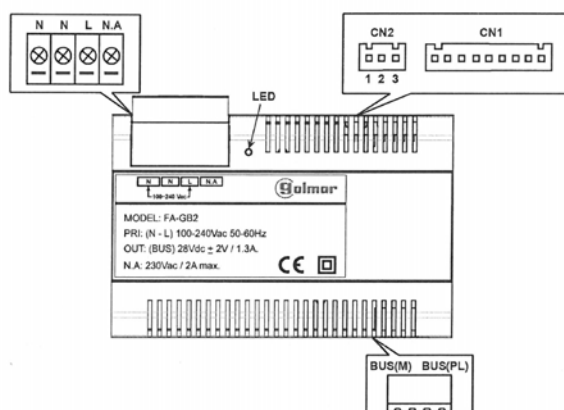 N N L N.A
CN2
CN1
1 2 3
LED
N N L N.A
100-240 Vac
golmar
MODEL: FA-GB2
PRI: (N - L) 100-240Vac 50-60Hz
OUT: (BUS) 28Vdc ± 2V / 1.3A.
N.A: 230Vac / 2A max.
CE
BUS(M) BUS(PL)